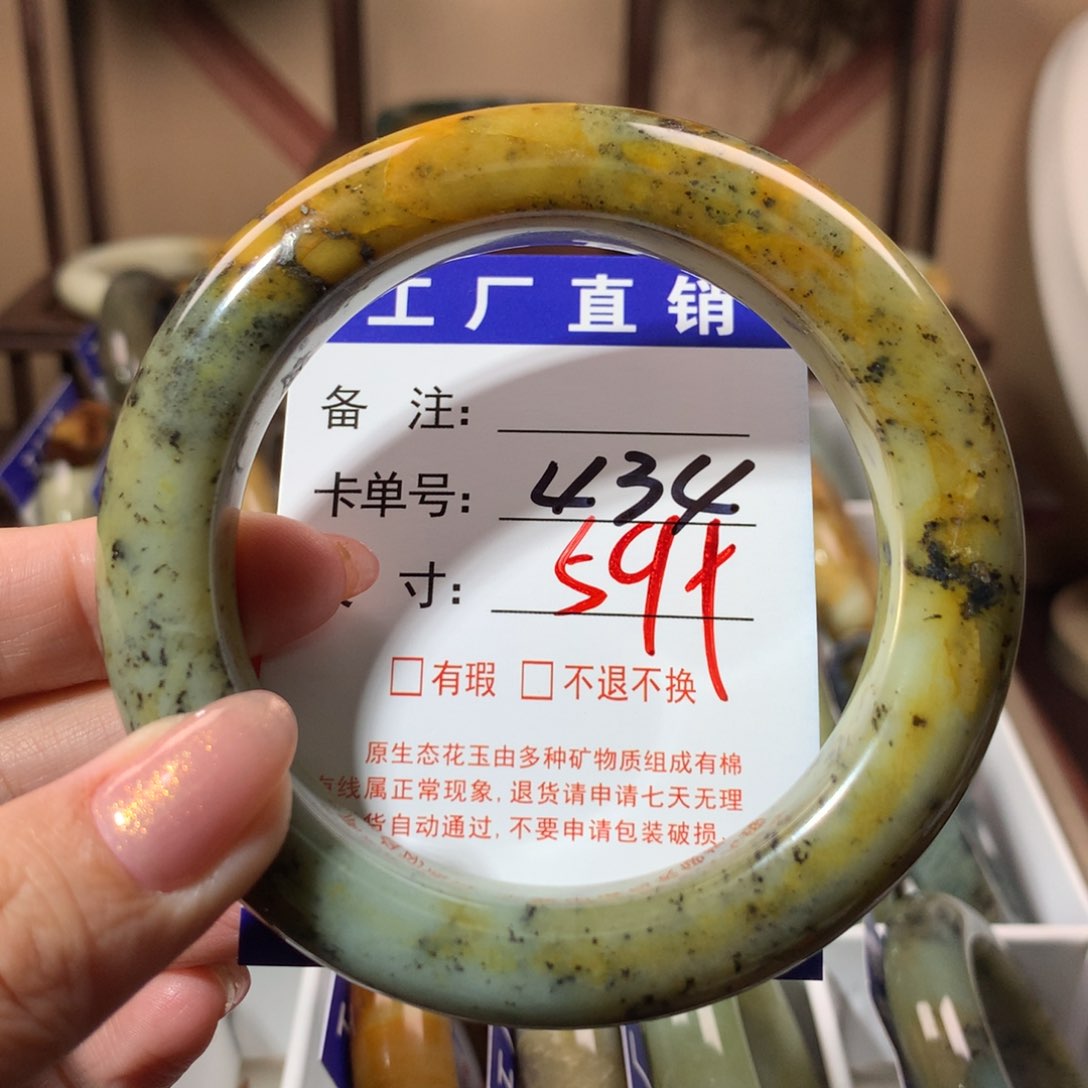 工厂直销
备 注:
卡单号: 434
寸: 59
□有瑕 □不退不换
原生态花玉由多种矿物质组成有棉
线属正常现象, 退货请申请七天无理
货自动通过, 不要申请包装破损